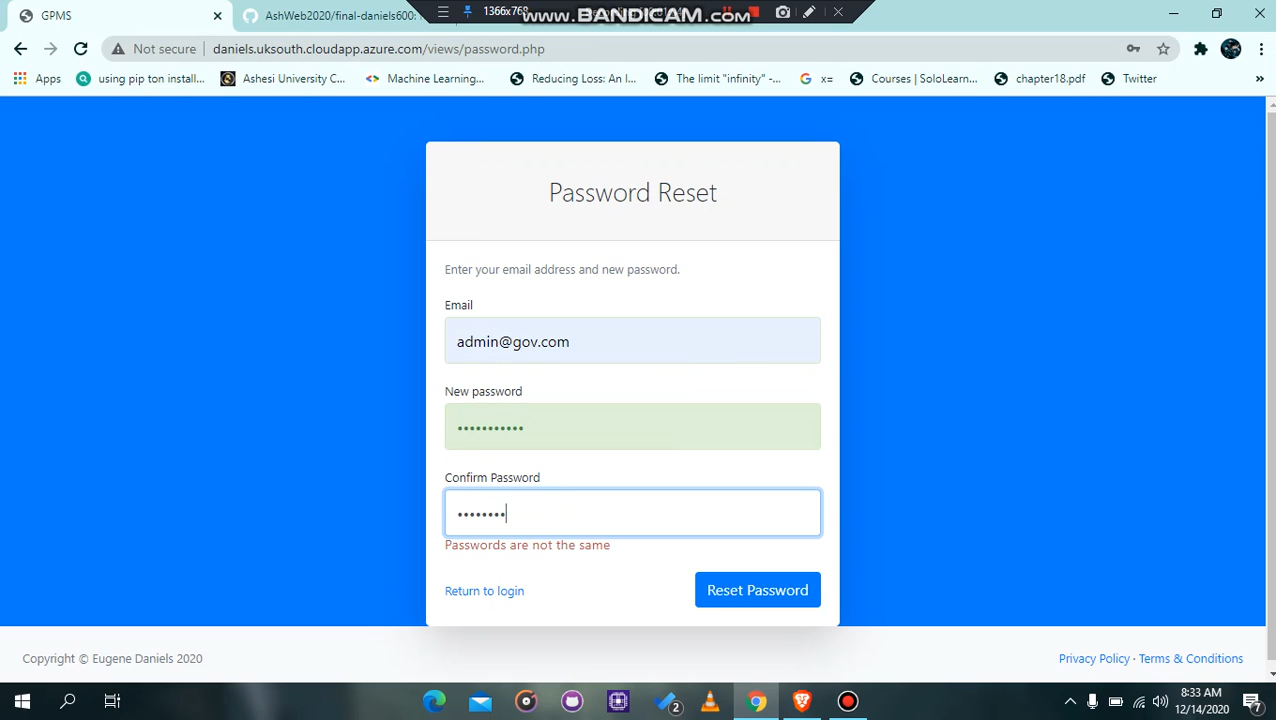 GPMS
AshWeb2020/final-daniels600:
1366x768
www.BANDICAM.com
Not secure
daniels.uksouth.cloudapp.azure.com/views/password.php
Apps
using pip ton install...
Ashesi University C...
Machine Learning...
Reducing Loss: An I...
The limit "infinity" -...
x=
Courses | SoloLearn...
chapter18.pdf
Twitter
»
Password Reset
Enter your email address and new password.
Email
admin@gov.com
New password
•••••••••••
Confirm Password
••••••••
Passwords are not the same
Return to login
Reset Password
Copyright © Eugene Daniels 2020
Privacy Policy · Terms & Conditions
2
8:33 AM
12/14/2020
7